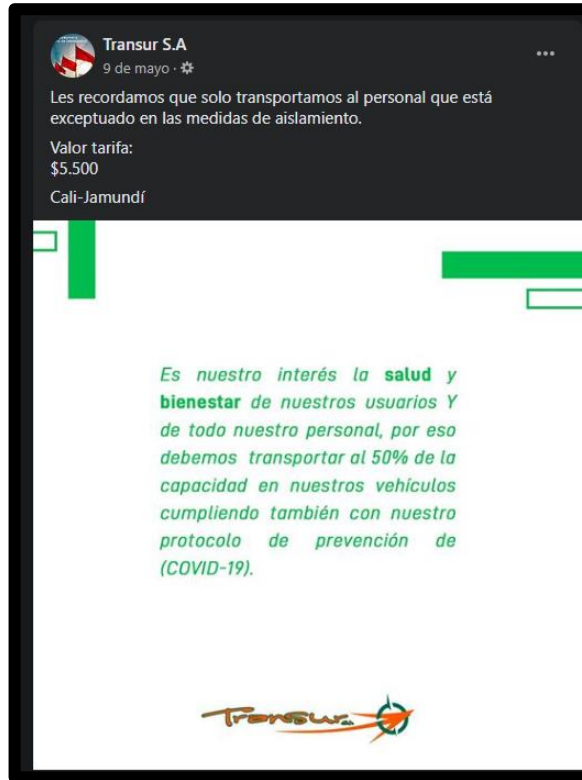 Transur S.A
9 de mayo ·
Les recordamos que solo transportamos al personal que está
exceptuado en las medidas de aislamiento.
Valor tarifa:
$5.500
Cali-Jamundí
Es nuestro interés la salud y
bienestar de nuestros usuarios Y
de todo nuestro personal, por eso
debemos transportar al 50% de la
capacidad en nuestros vehículos
cumpliendo también con nuestro
protocolo de prevención de
(COVID-19).
Transur